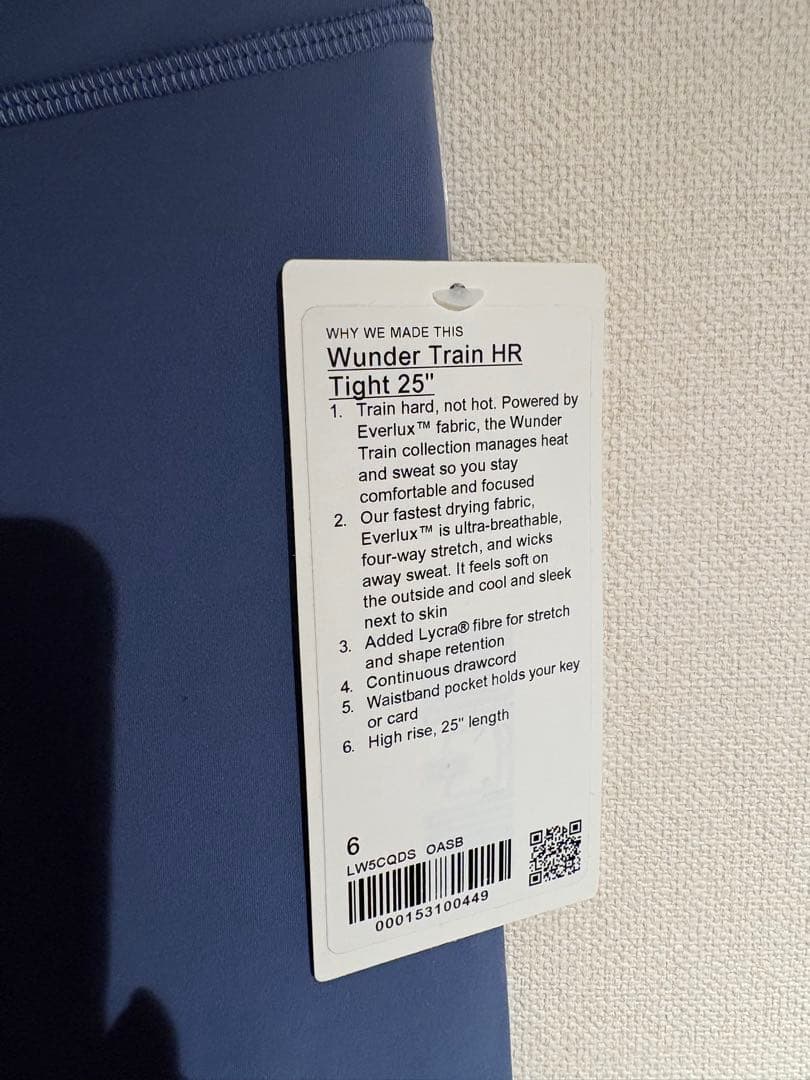 WHY WE MADE THIS
Wunder Train HR
Tight 25"
1. Train hard, not hot. Powered by
Everlux™ fabric, the Wunder
Train collection manages heat
and sweat so you stay
comfortable and focused
2. Our fastest drying fabric,
Everlux™ is ultra-breathable,
four-way stretch, and wicks
away sweat. It feels soft on
the outside and cool and sleek
next to skin
3. Added Lycra® fibre for stretch
and shape retention
4. Continuous drawcord
5. Waistband pocket holds your key
or card
6. High rise, 25" length
6
LW5CQDS OASB
000153100449